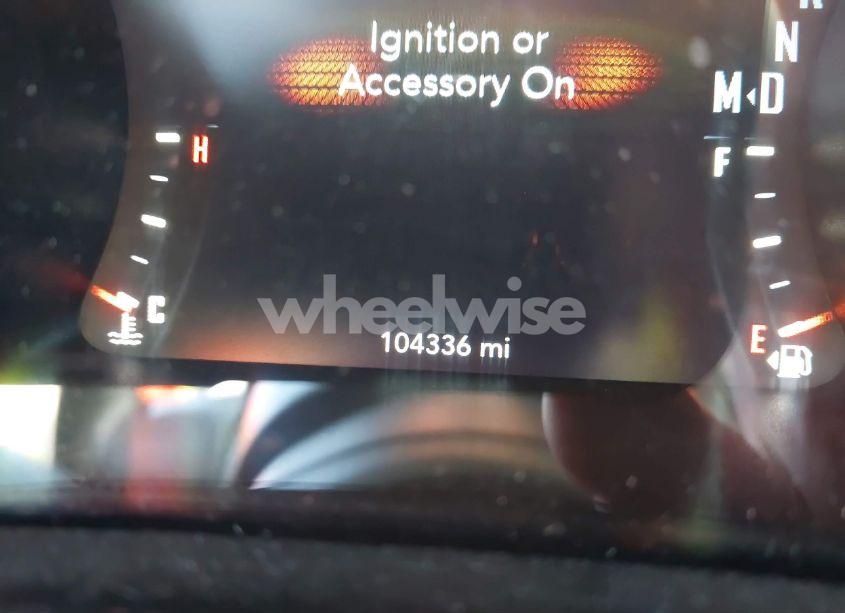 Ignition or
Accessory On
N
M D
H
F
C
wheelwise
104336 mi
E